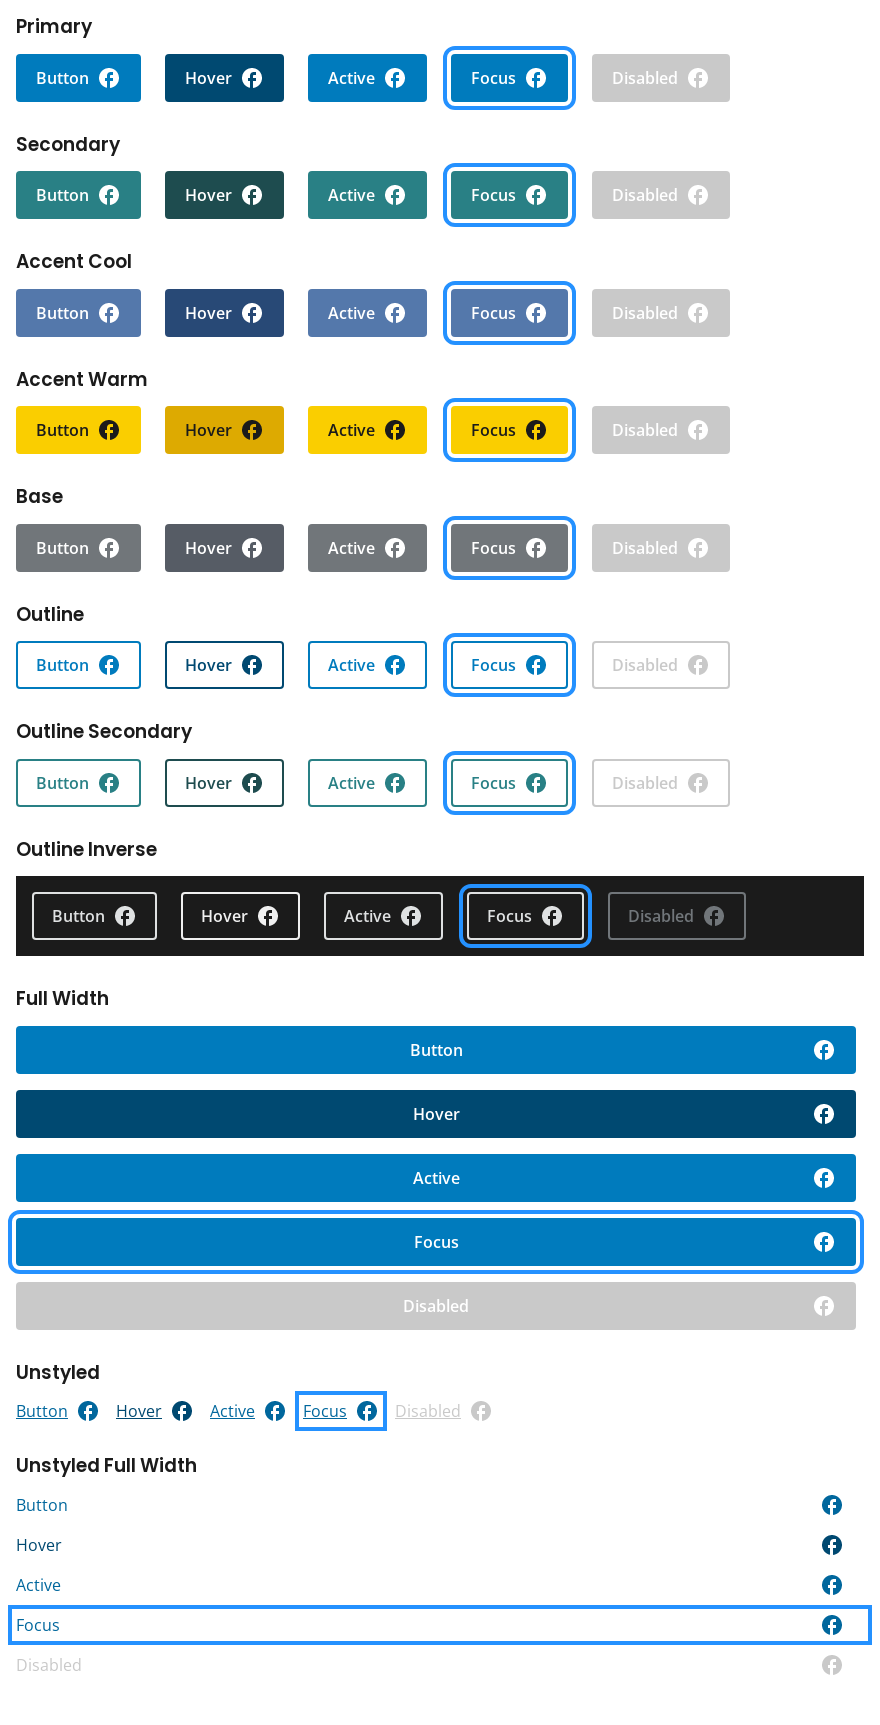 Primary
Button Hover Active Focus Disabled
Secondary
Button Hover Active Focus Disabled
Accent Cool
Button Hover Active Focus Disabled
Accent Warm
Button Hover Active Focus Disabled
Base
Button Hover Active Focus Disabled
Outline
Button Hover Active Focus Disabled
Outline Secondary
Button Hover Active Focus Disabled
Outline Inverse
Button Hover Active Focus Disabled
Full Width
Button
Hover
Active
Focus
Disabled
Unstyled
Button Hover Active Focus Disabled
Unstyled Full Width
Button
Hover
Active
Focus
Disabled